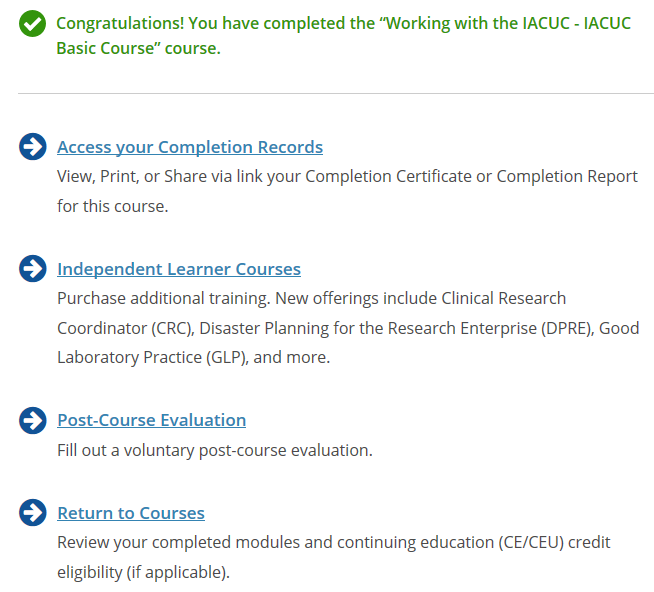 Congratulations! You have completed the “Working with the IACUC - IACUC
Basic Course” course.
Access your Completion Records
View, Print, or Share via link your Completion Certificate or Completion Report
for this course.
Independent Learner Courses
Purchase additional training. New offerings include Clinical Research
Coordinator (CRC), Disaster Planning for the Research Enterprise (DPRE), Good
Laboratory Practice (GLP), and more.
Post-Course Evaluation
Fill out a voluntary post-course evaluation.
Return to Courses
Review your completed modules and continuing education (CE/CEU) credit
eligibility (if applicable).